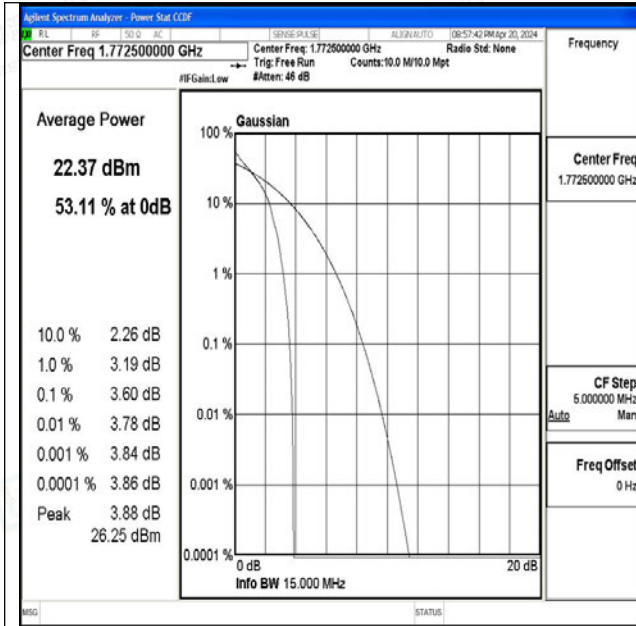 Agilent Spectrum Analyzer - Power Stat CCDF
RL RF 50 Ω AC SENSE:PULSE ALIGN AUTO 08:57:42 PM Apr 20, 2024
Center Freq 1.772500000 GHz
Center Freq: 1.772500000 GHz Radio Std: None
Trig: Free Run Counts:10.0 M/10.0 Mpt
#IFGain:Low #Atten: 46 dB
Frequency
Average Power
22.37 dBm
53.11 % at 0dB
10.0 % 2.26 dB
1.0 % 3.19 dB
0.1 % 3.60 dB
0.01 % 3.78 dB
0.001 % 3.84 dB
0.0001 % 3.86 dB
Peak 3.88 dB
26.25 dBm
Gaussian
100 %
10 %
1 %
0.1 %
0.01 %
0.001 %
0.0001 %
0 dB 20 dB
Info BW 15.000 MHz
Center Freq
1.772500000 GHz
CF Step
5.000000 MHz
Auto Man
Freq Offset
0 Hz
MSG STATUS